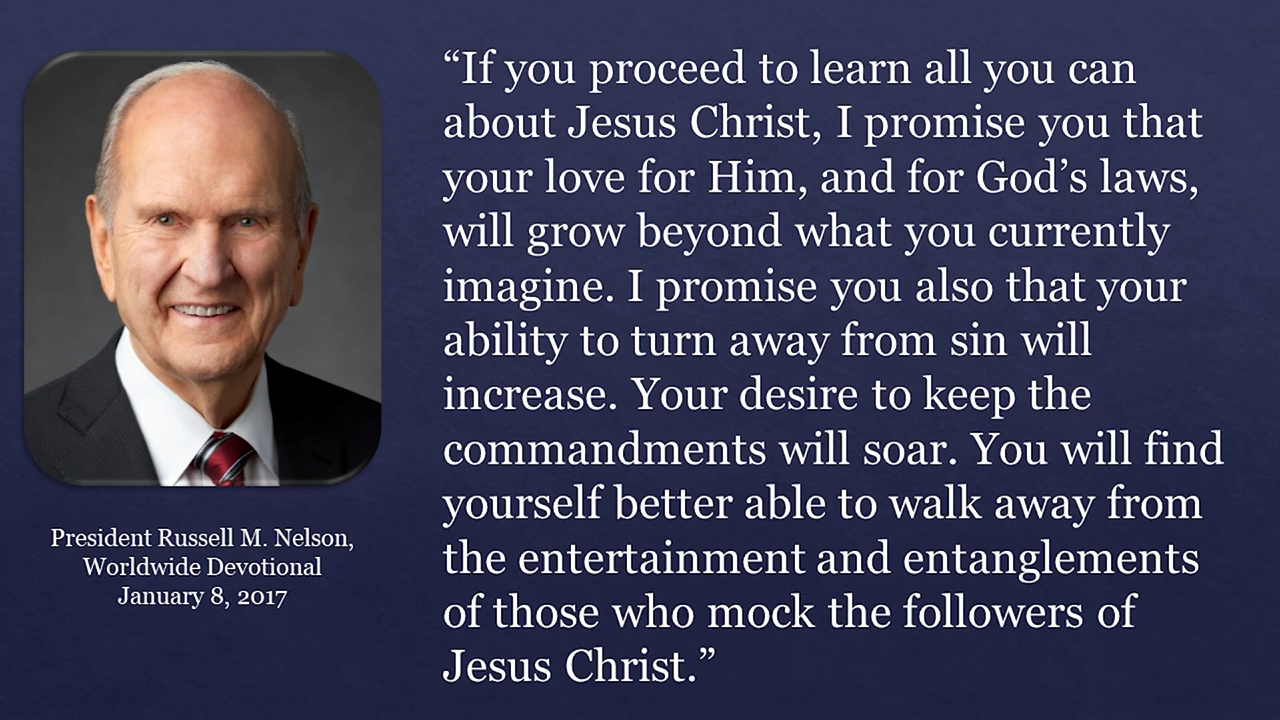 “If you proceed to learn all you can
about Jesus Christ, I promise you that
your love for Him, and for God’s laws,
will grow beyond what you currently
imagine. I promise you also that your
ability to turn away from sin will
increase. Your desire to keep the
commandments will soar. You will find
yourself better able to walk away from
the entertainment and entanglements
of those who mock the followers of
Jesus Christ.”
President Russell M. Nelson,
Worldwide Devotional
January 8, 2017